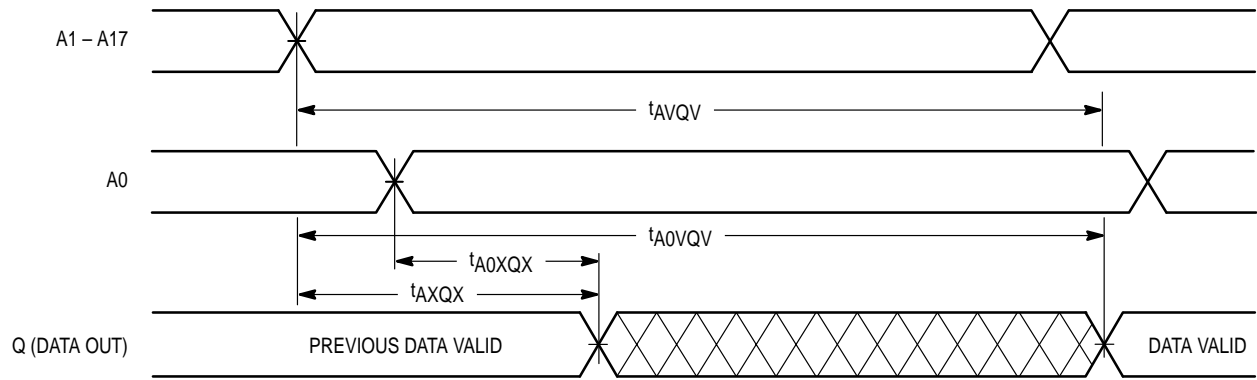 A1 – A17
tAVQV
A0
tA0VQV
tA0XQX
tAXQX
Q (DATA OUT)
PREVIOUS DATA VALID
DATA VALID